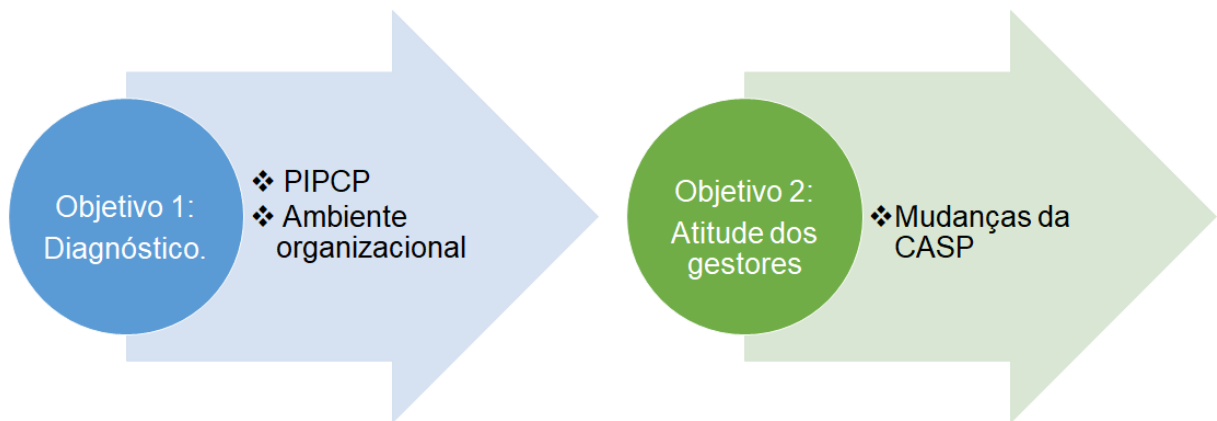 Objetivo 1:
Diagnóstico.
❖ PIPCP
❖ Ambiente
organizacional
Objetivo 2:
Atitude dos
gestores
❖Mudanças da
CASP